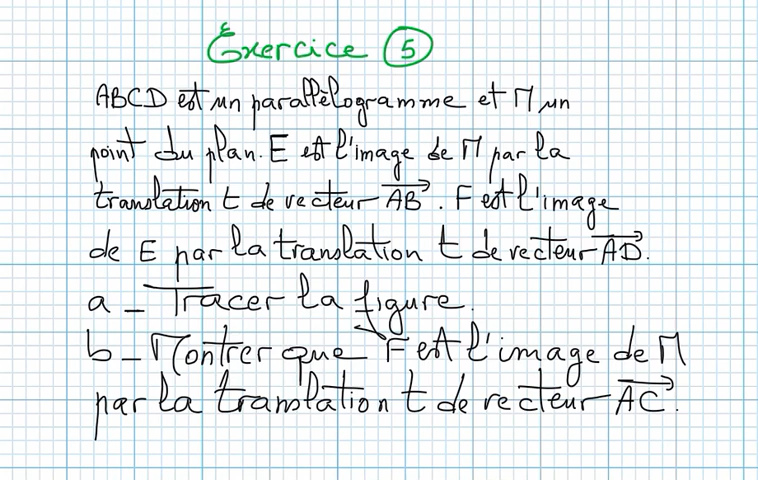 Exercice 5
ABCD est un parallèlogramme et M un
point du plan. E est l'image de M par la
translation t de vecteur AB. F est l'image
de E par la translation t de vecteur AD.
a - Tracer la figure.
b - Montrer que F est l'image de M
par la translation t de vecteur AC.